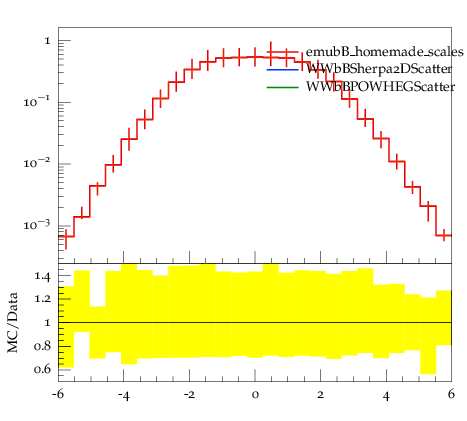 1
emubB_homemade_scales
WWbBSherpa2DScatter
WWbBPOWHEGScatter
10−1
10−2
10−3
MC/Data
1.4
1.2
1
0.8
0.6
-6 -4 -2 0 2 4 6